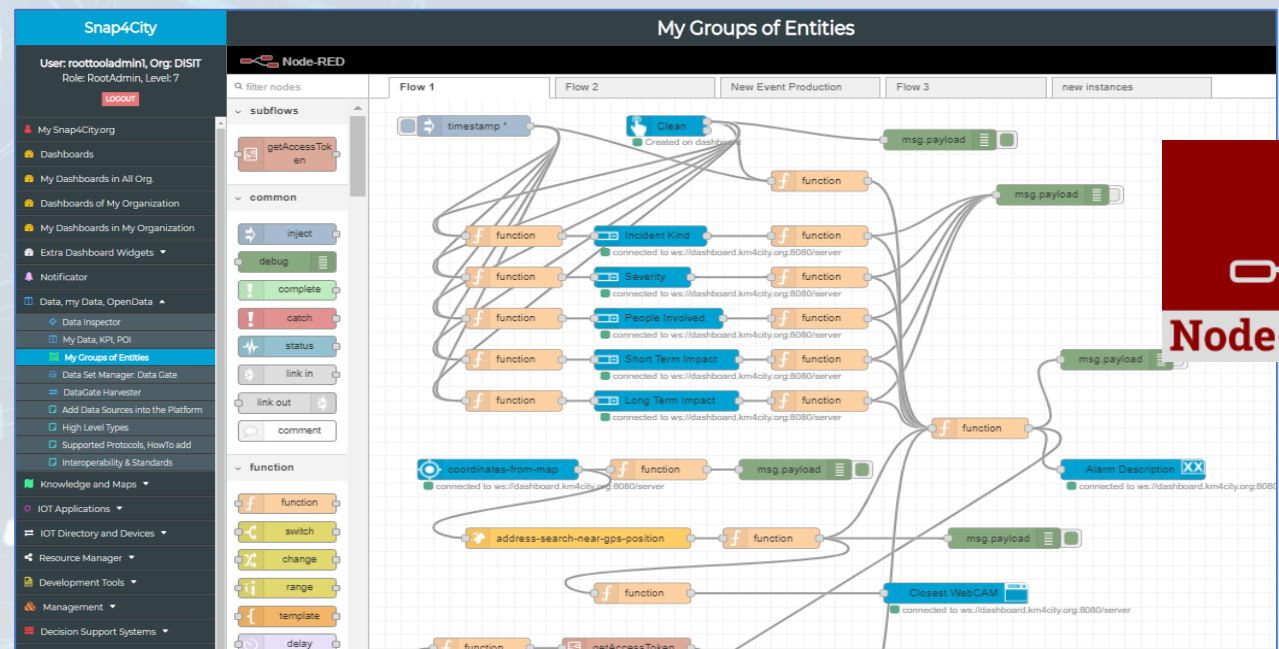 Snap4City
My Groups of Entities
User: roottooladmin1, Org: DISIT
Role: RootAdmin, Level: 7
LOGOUT
My Snap4City.org
Dashboards
My Dashboards in All Org.
Dashboards of My Organization
My Dashboards in My Organization
Extra Dashboard Widgets
Notificator
Data, my Data, OpenData
Data Inspector
My Data, KPI, POI
My Groups of Entities
Data Set Manager: Data Gate
DataGate Harvester
Add Data Sources into the Platform
High Level Types
Supported Protocols, HowTo add
Interoperability & Standards
Knowledge and Maps
IOT Applications
IOT Directory and Devices
Resource Manager
Development Tools
Management
Decision Support Systems
Node-RED
filter nodes
subflows
getAccessTok
en
common
inject
debug
complete
catch
status
link in
link out
comment
function
function
switch
change
range
template
delay
Flow 1
Flow 2
New Event Production
Flow 3
new instances
timestamp *
Clean
Created on dashboard
msg.payload
function
msg.payload
function
Incident Kind
function
connected to ws://dashboard.km4city.org:8080/server
function
Severity
function
connected to ws://dashboard.km4city.org:8080/server
function
People Involved
function
connected to ws://dashboard.km4city.org:8080/server
function
Short Term Impact
function
connected to ws://dashboard.km4city.org:8080/server
msg.payload
function
Long Term Impact
function
connected to ws://dashboard.km4city.org:8080/server
function
coordinates-from-map
function
msg.payload
connected to ws://dashboard.km4city.org:8080/server
Alarm Description
connected to ws://dashboard.km4city.org:8080
address-search-near-gps-position
function
msg.payload
function
Closest WebCAM
connected to ws://dashboard.km4city.org:8080/server
function
getAccessToken
Node